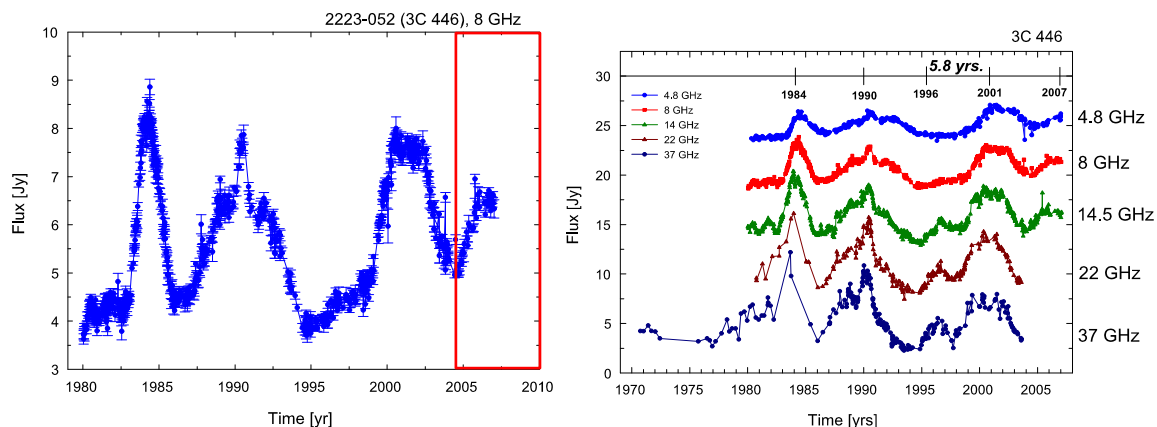 2223-052 (3C 446), 8 GHz
10
9
8
7
6
5
4
3
Flux [Jy]
1980 1985 1990 1995 2000 2005 2010
Time [yr]
3C 446
5.8 yrs.
1984 1990 1996 2001 2007
4.8 GHz
8 GHz
14 GHz
22 GHz
37 GHz
30
25
20
15
10
5
0
Flux [Jy]
4.8 GHz
8 GHz
14.5 GHz
22 GHz
37 GHz
1970 1975 1980 1985 1990 1995 2000 2005
Time [yrs]